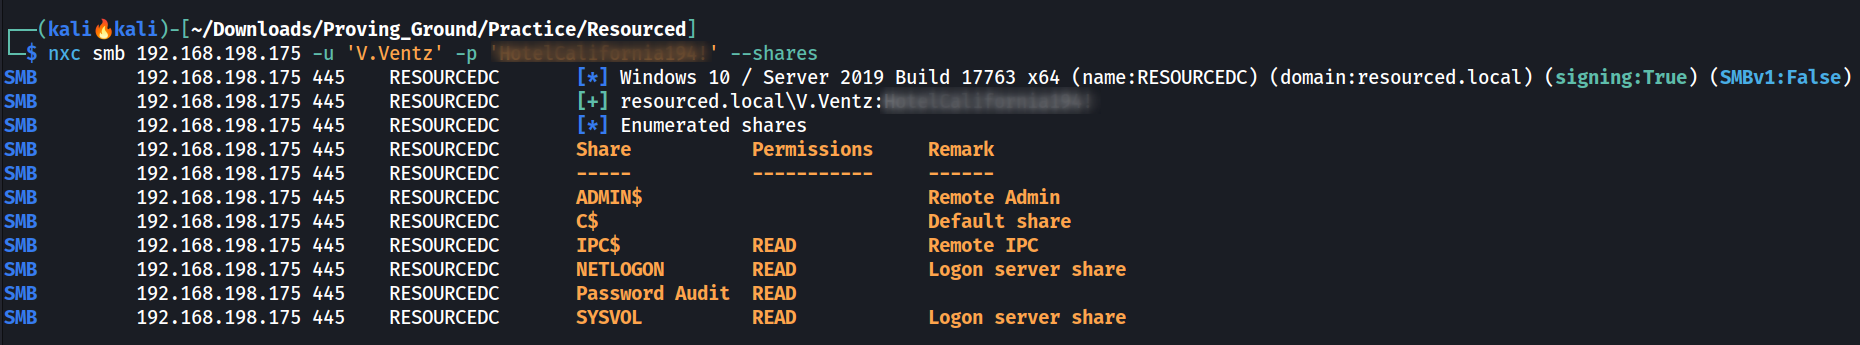 ┌──(kali🔥kali)-[~/Downloads/Proving_Ground/Practice/Resourced]
└─$ nxc smb 192.168.198.175 -u 'V.Ventz' -p '' --shares
SMB 192.168.198.175 445 RESOURCEDC [*] Windows 10 / Server 2019 Build 17763 x64 (name:RESOURCEDC) (domain:resourced.local) (signing:True) (SMBv1:False)
SMB 192.168.198.175 445 RESOURCEDC [+] resourced.local\V.Ventz:
SMB 192.168.198.175 445 RESOURCEDC [*] Enumerated shares
SMB 192.168.198.175 445 RESOURCEDC Share Permissions Remark
SMB 192.168.198.175 445 RESOURCEDC ----- ----------- ------
SMB 192.168.198.175 445 RESOURCEDC ADMIN$ Remote Admin
SMB 192.168.198.175 445 RESOURCEDC C$ Default share
SMB 192.168.198.175 445 RESOURCEDC IPC$ READ Remote IPC
SMB 192.168.198.175 445 RESOURCEDC NETLOGON READ Logon server share
SMB 192.168.198.175 445 RESOURCEDC Password Audit READ
SMB 192.168.198.175 445 RESOURCEDC SYSVOL READ Logon server share